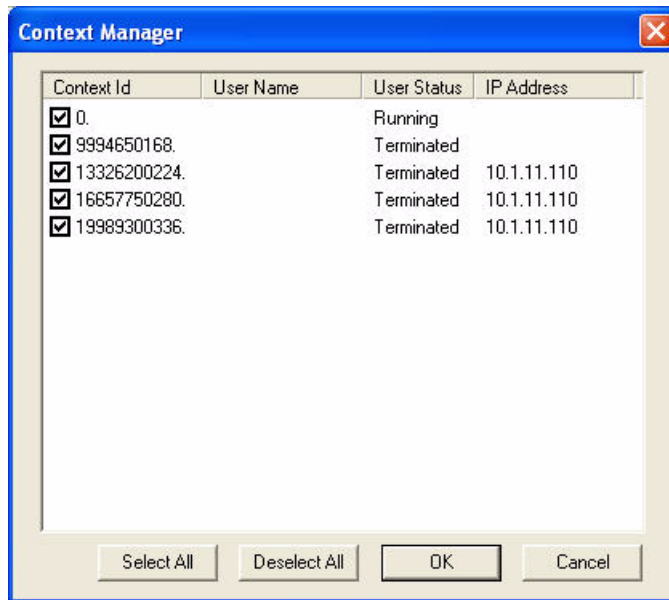 Context Manager
Context Id User Name User Status IP Address
0. Running
9994650168. Terminated
13326200224. Terminated 10.1.11.110
16657750280. Terminated 10.1.11.110
19989300336. Terminated 10.1.11.110
Select All Deselect All OK Cancel